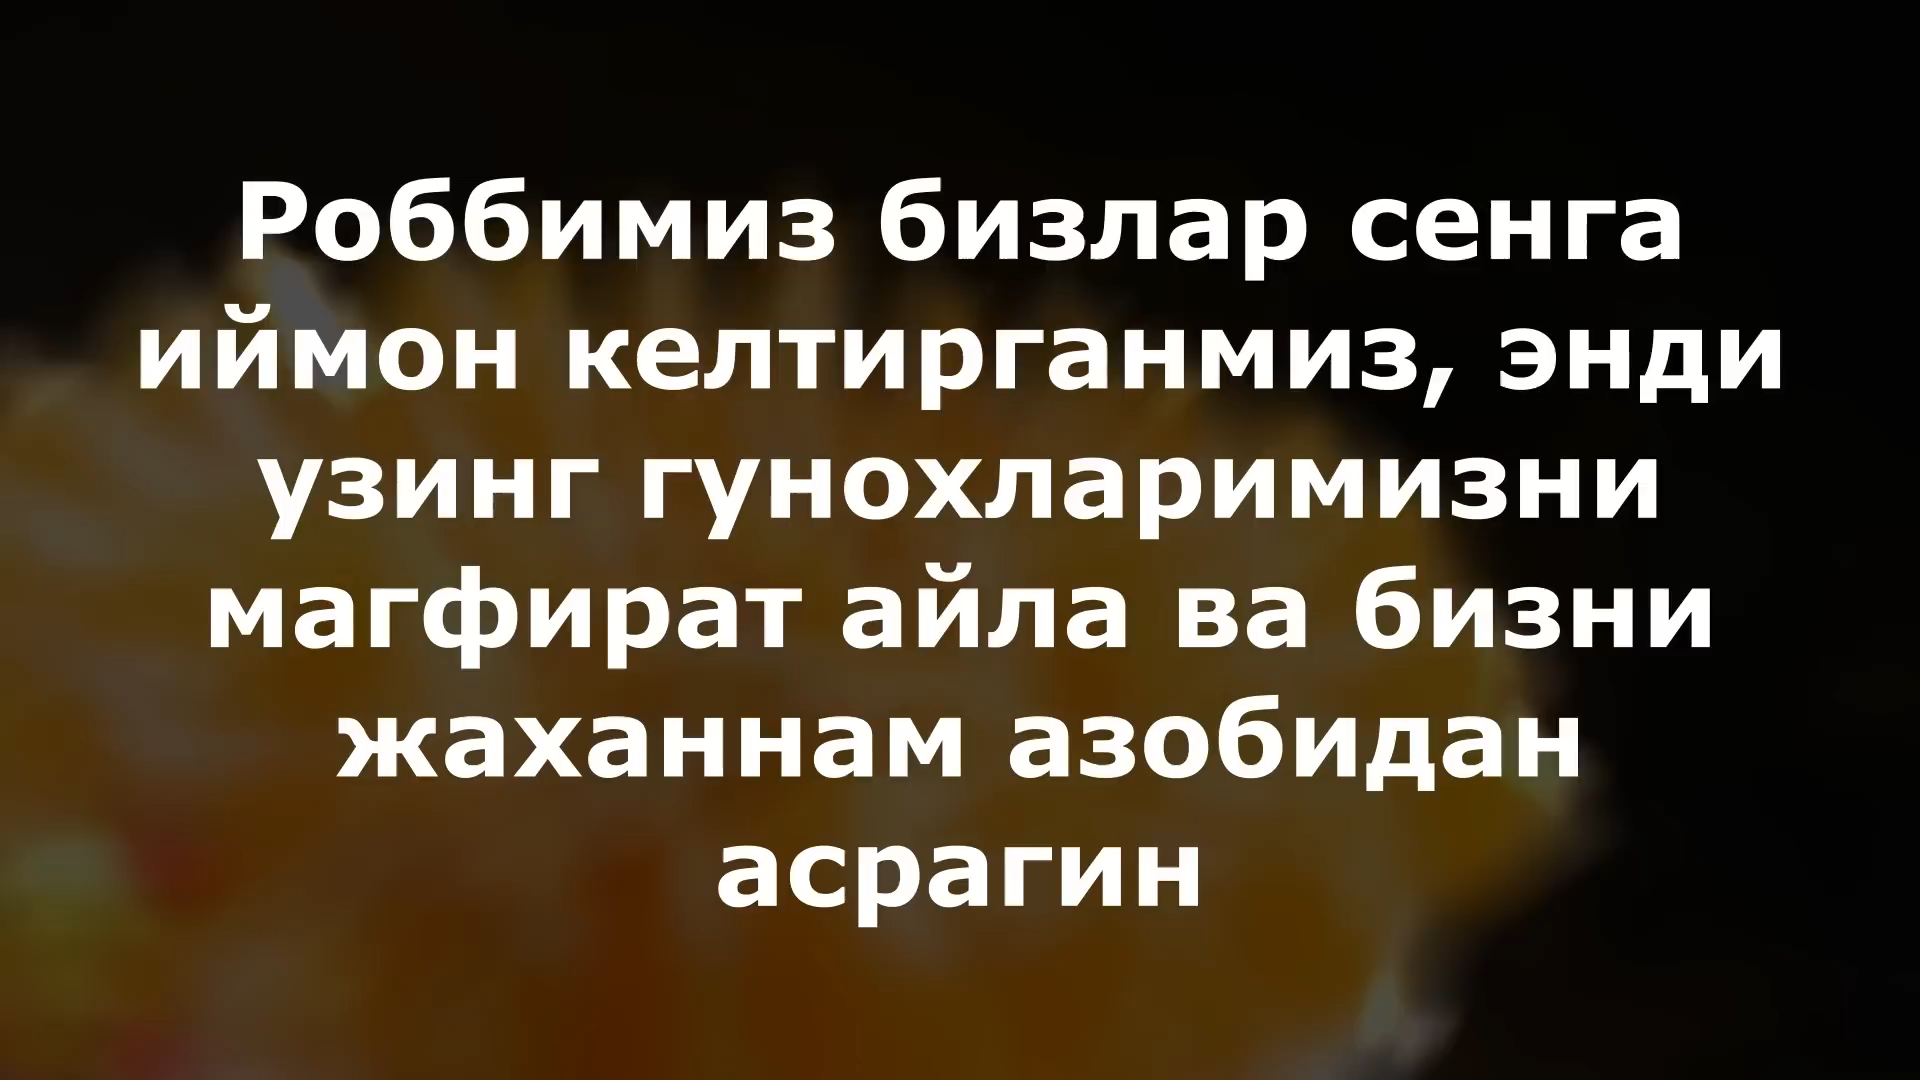 Роббимиз бизлар сенга
иймон келтирганмиз, энди
узинг гунохларимизни
магфират айла ва бизни
жаханнам азобидан
асрагин